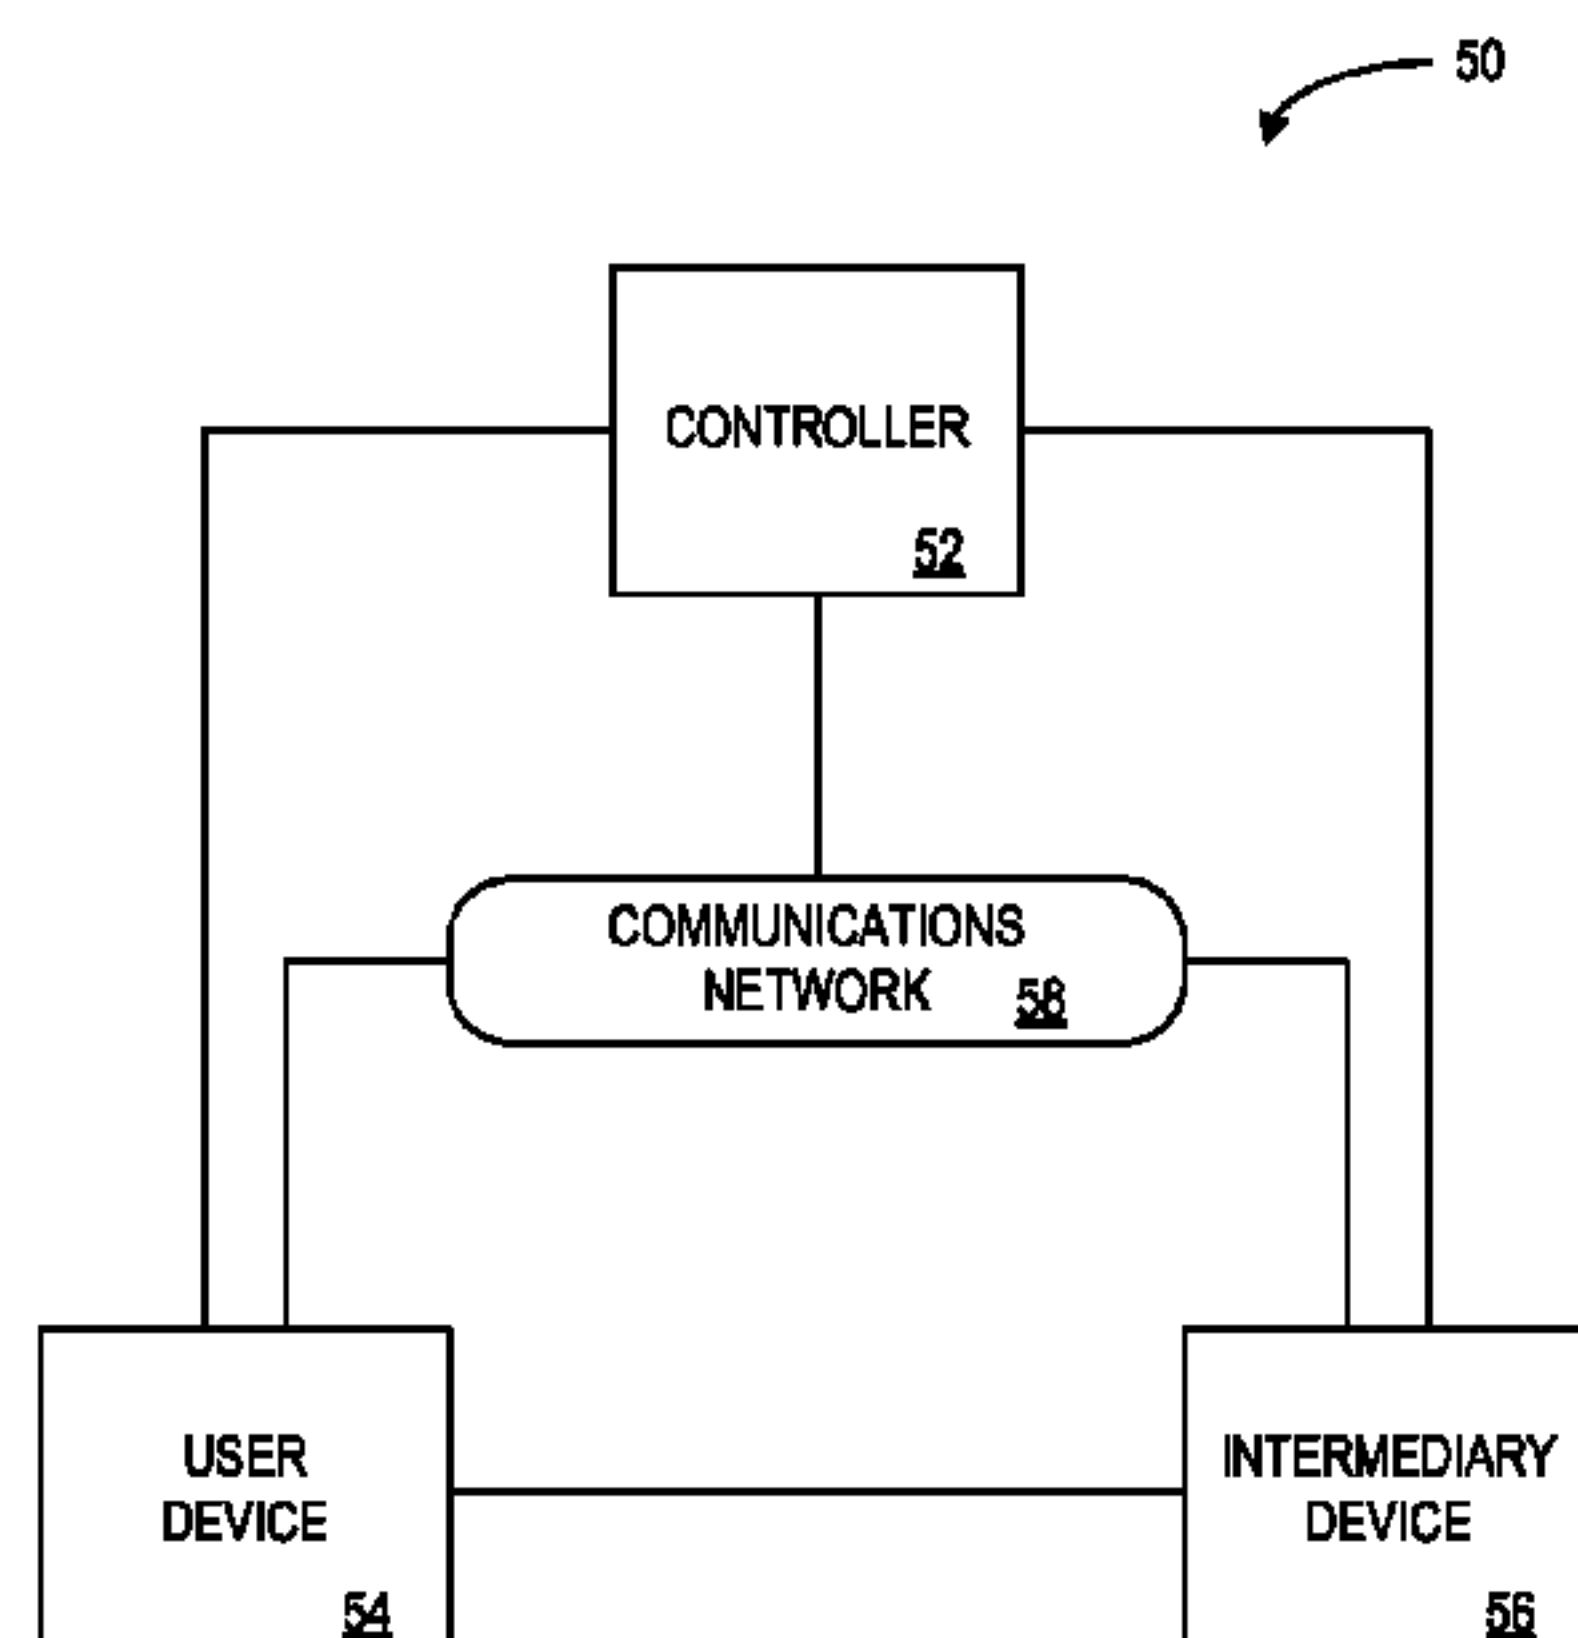 50
CONTROLLER
52
COMMUNICATIONS
NETWORK 58
USER
DEVICE
54
INTERMEDIARY
DEVICE
56